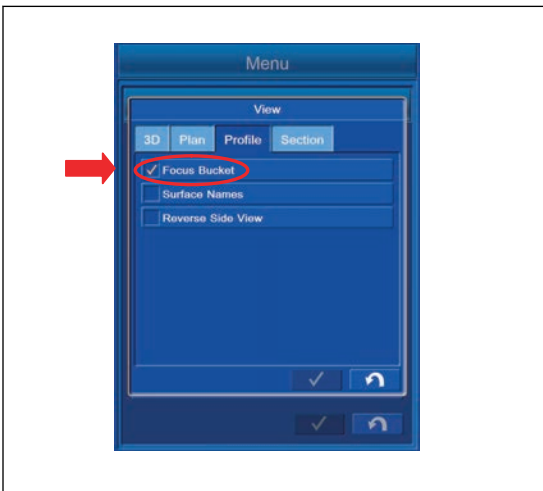 Menu
View
3D Plan Profile Section
Focus Bucket
Surface Names
Reverse Side View